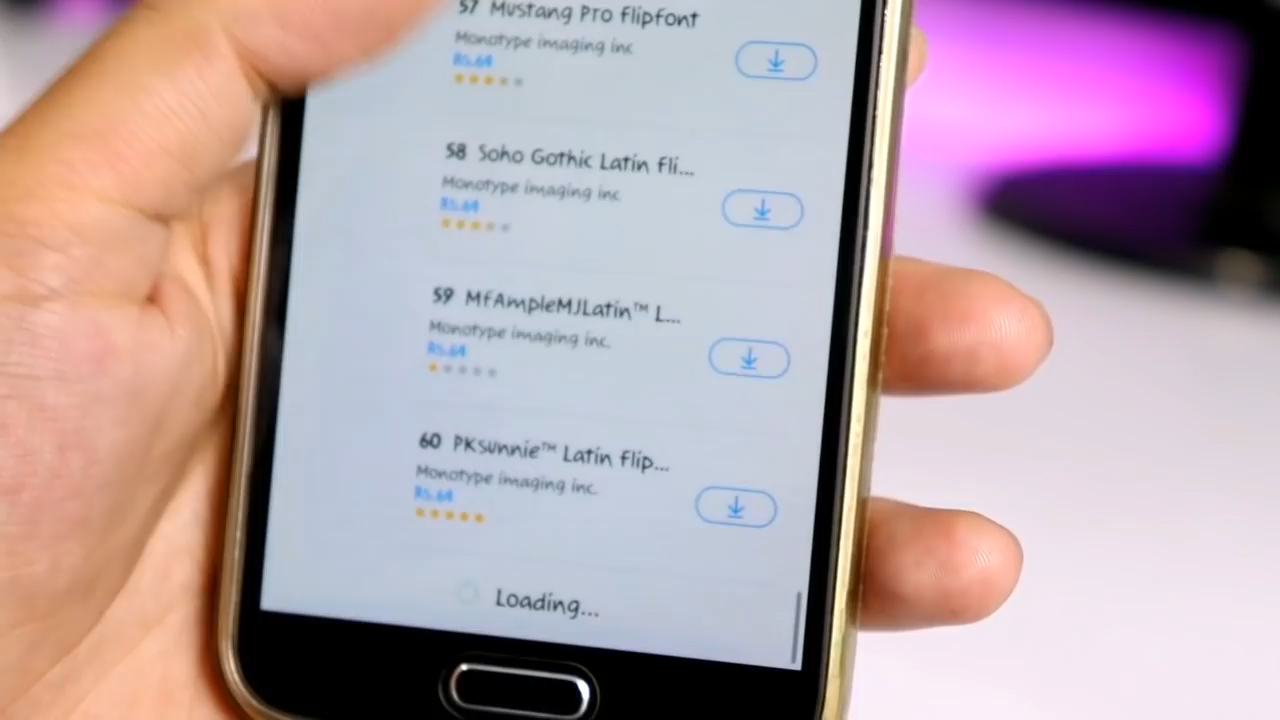 57 Mustang Pro flipfont
Monotype imaging inc
Rs.64
58 Soho Gothic Latin fli...
Monotype imaging inc
Rs.64
59 MfAmpleMJLatin™ L...
Monotype imaging inc.
Rs.64
60 PKsunnie™ Latin flip...
Monotype imaging inc.
Rs.64
Loading...